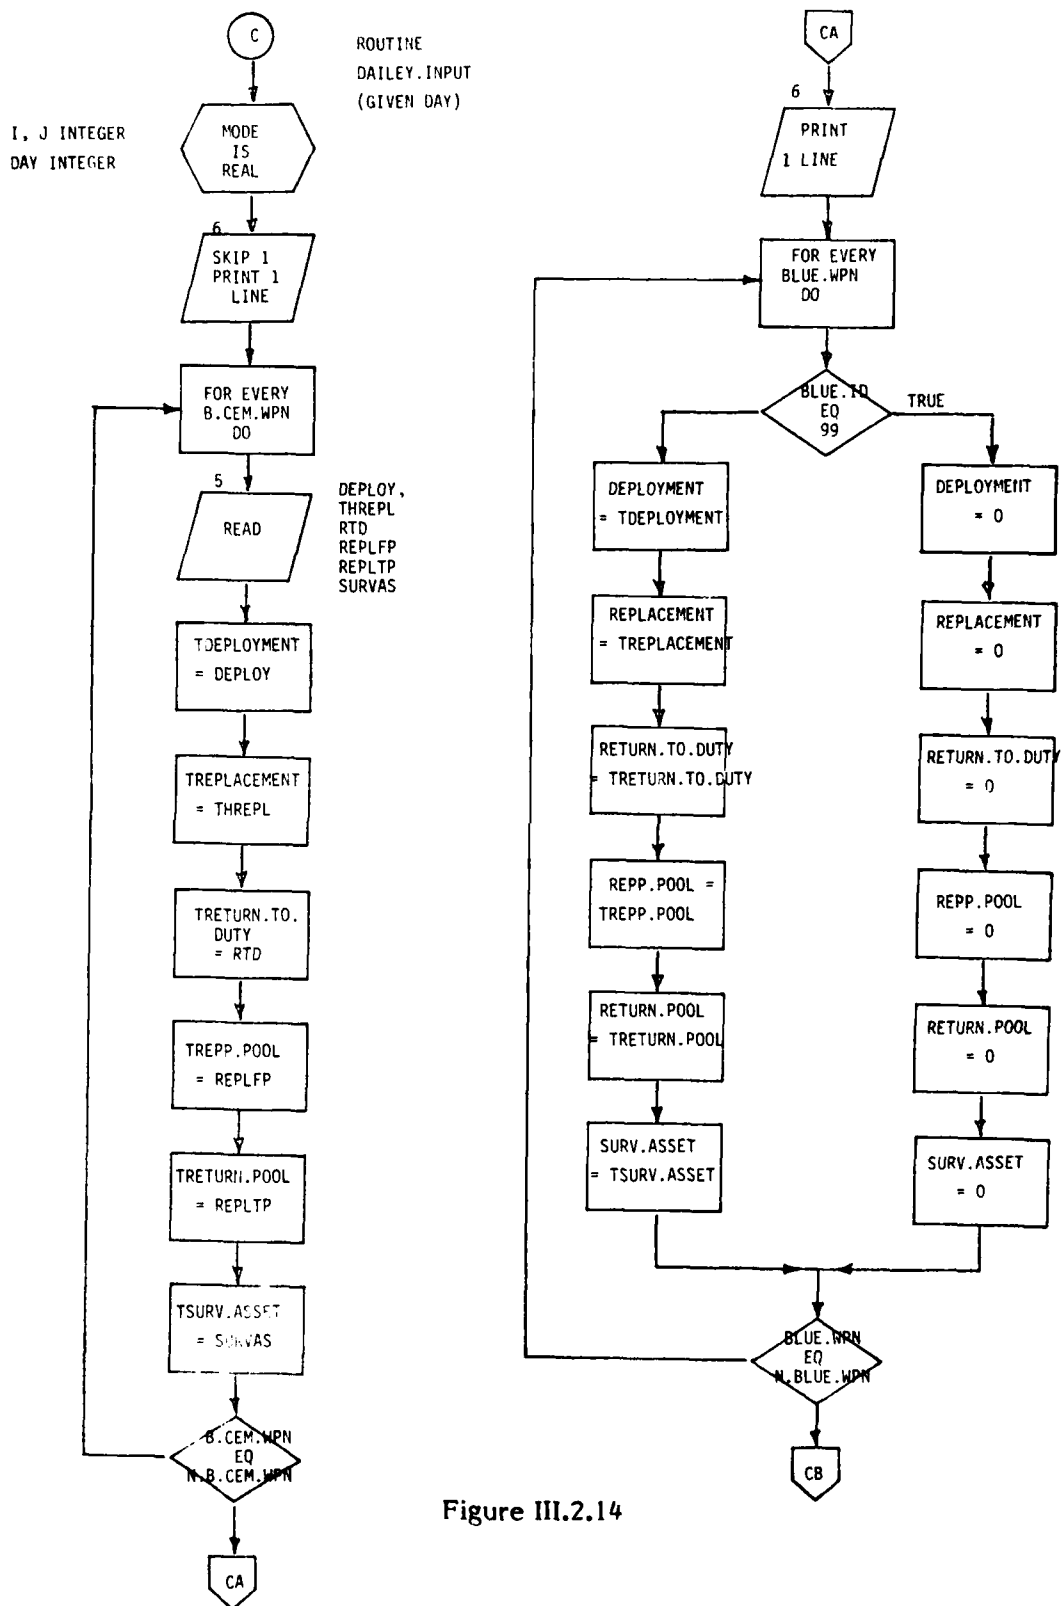 C
ROUTINE
DAILEY.INPUT
(GIVEN DAY)
I, J INTEGER
DAY INTEGER
MODE
IS
REAL
6
SKIP 1
PRINT 1
LINE
FOR EVERY
B.CEM.WPN
DO
5
READ
DEPLOY,
THREPL
RTD
REPLFP
REPLTP
SURVAS
TDEPLOYMENT
= DEPLOY
TREPLACEMENT
= THREPL
TRETURN.TO.
DUTY
= RTD
TREPP.POOL
= REPLFP
TRETURN.POOL
= REPLTP
TSURV.ASSET
= SURVAS
B.CEM.WPN
EQ
N.B.CEM.WPN
CA
CA
6
PRINT
1 LINE
FOR EVERY
BLUE.WPN
DO
BLUE.ID
EQ
99
TRUE
DEPLOYMENT
= TDEPLOYMENT
REPLACEMENT
= TREPLACEMENT
RETURN.TO.DUTY
= TRETURN.TO.DUTY
REPP.POOL =
TREPP.POOL
RETURN.POOL
= TRETURN.POOL
SURV.ASSET
= TSURV.ASSET
DEPLOYMENT
= 0
REPLACEMENT
= 0
RETURN.TO.DUTY
= 0
REPP.POOL
= 0
RETURN.POOL
= 0
SURV.ASSET
= 0
BLUE.WPN
EQ
N.BLUE.WPN
CB
Figure III.2.14